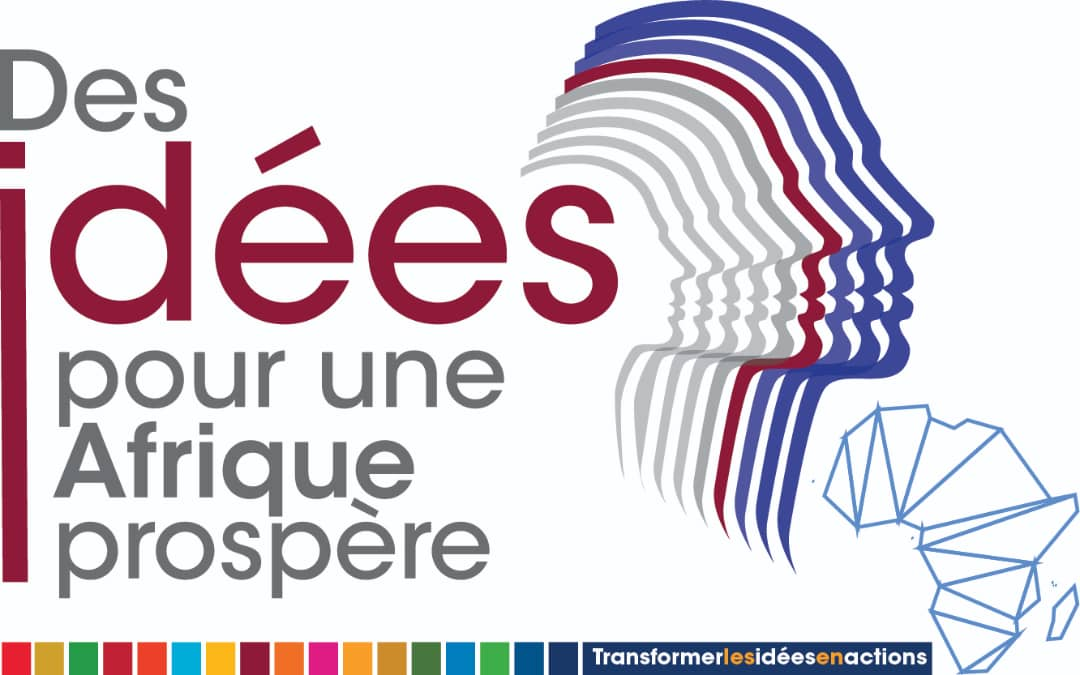 Des
idées
pour une
Afrique
prospère
Transformerlesidéesenactions